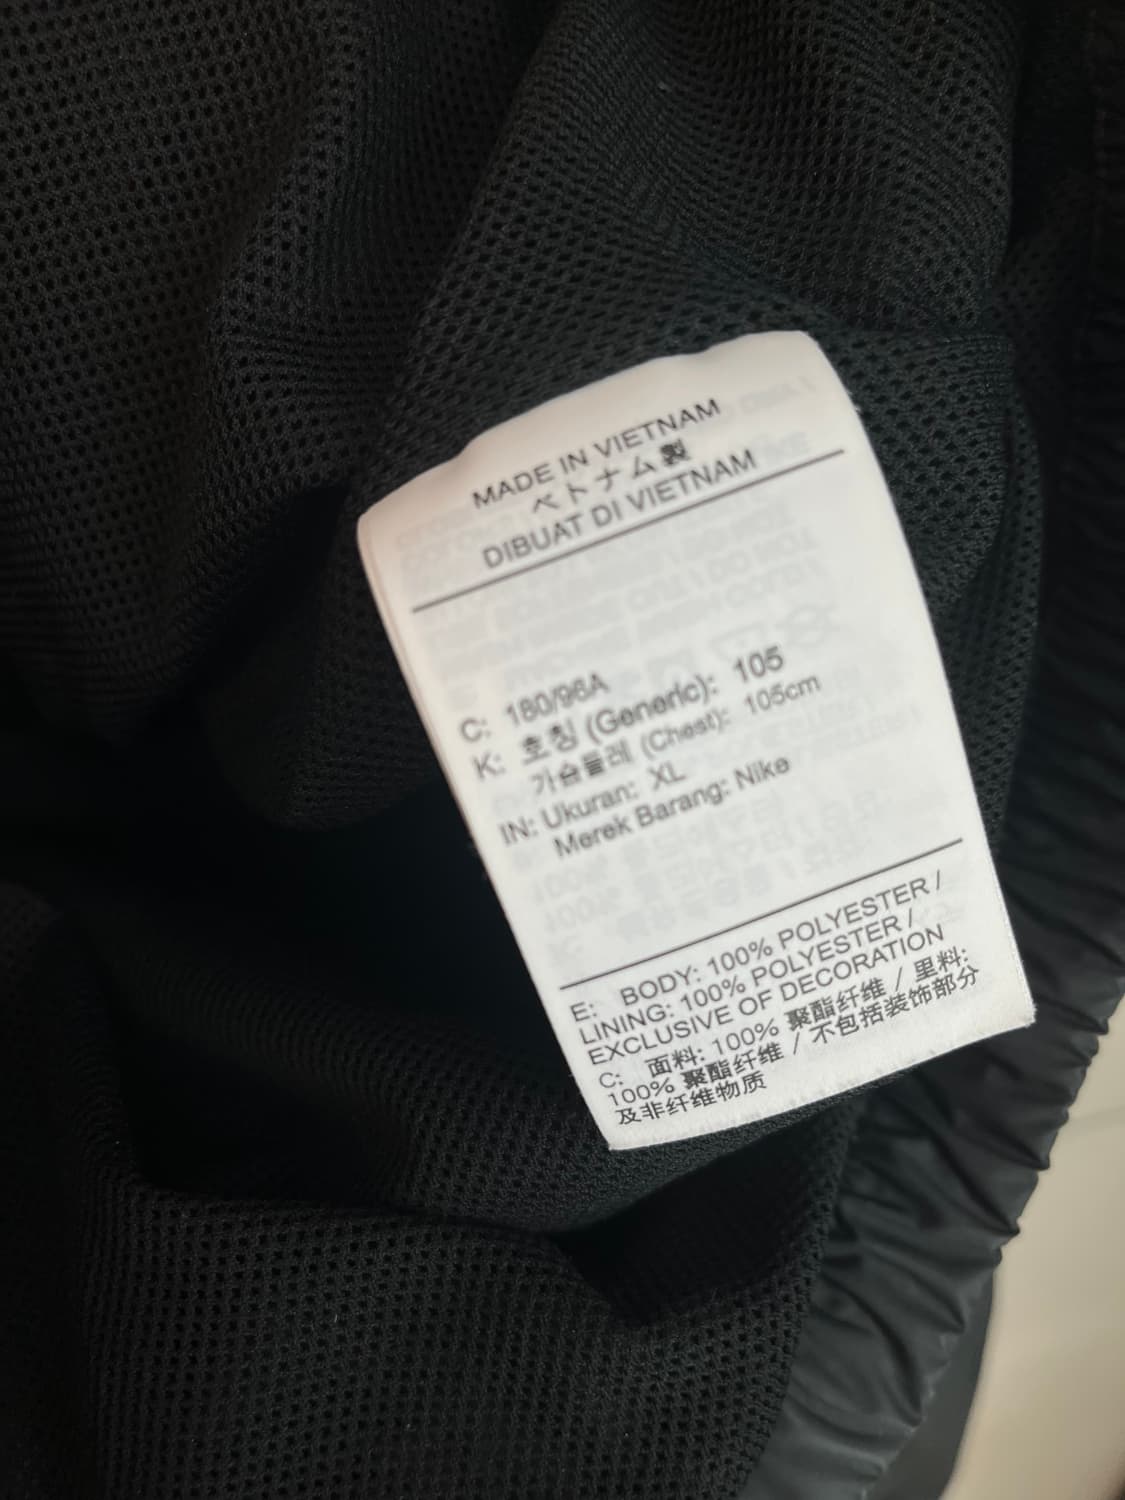 MADE IN VIETNAM
ベトナム製
DIBUAT DI VIETNAM
C: 180/96A
K: 호칭 (Generic): 105
가슴둘레 (Chest): 105cm
IN: Ukuran: XL
Merek Barang: Nike
E: BODY: 100% POLYESTER /
LINING: 100% POLYESTER /
EXCLUSIVE OF DECORATION
C: 面料: 100% 聚酯纤维 / 里料:
100% 聚酯纤维 / 不包括装饰部分
及非纤维物质